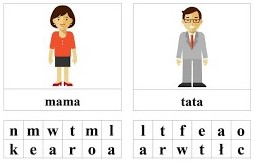 mama
n m w t m l
k e a r o a
tata
l t f e a o
a r w t ł c